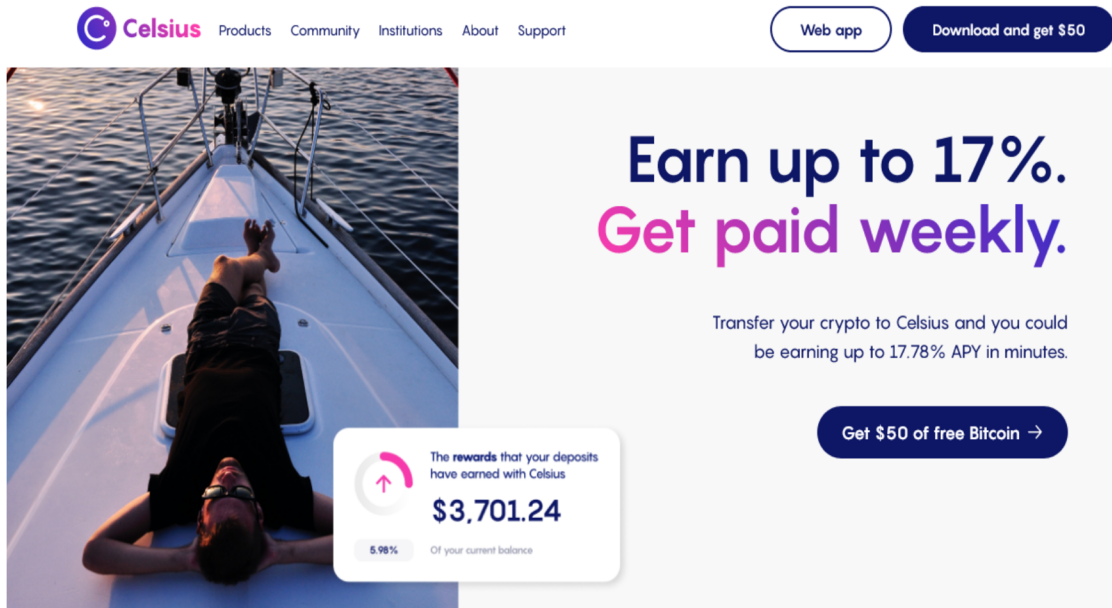 Celsius
Products Community Institutions About Support
Web app
Download and get $50
Earn up to 17%.
Get paid weekly.
Transfer your crypto to Celsius and you could
be earning up to 17.78% APY in minutes.
Get $50 of free Bitcoin →
The rewards that your deposits
have earned with Celsius
$3,701.24
5.98% Of your current balance